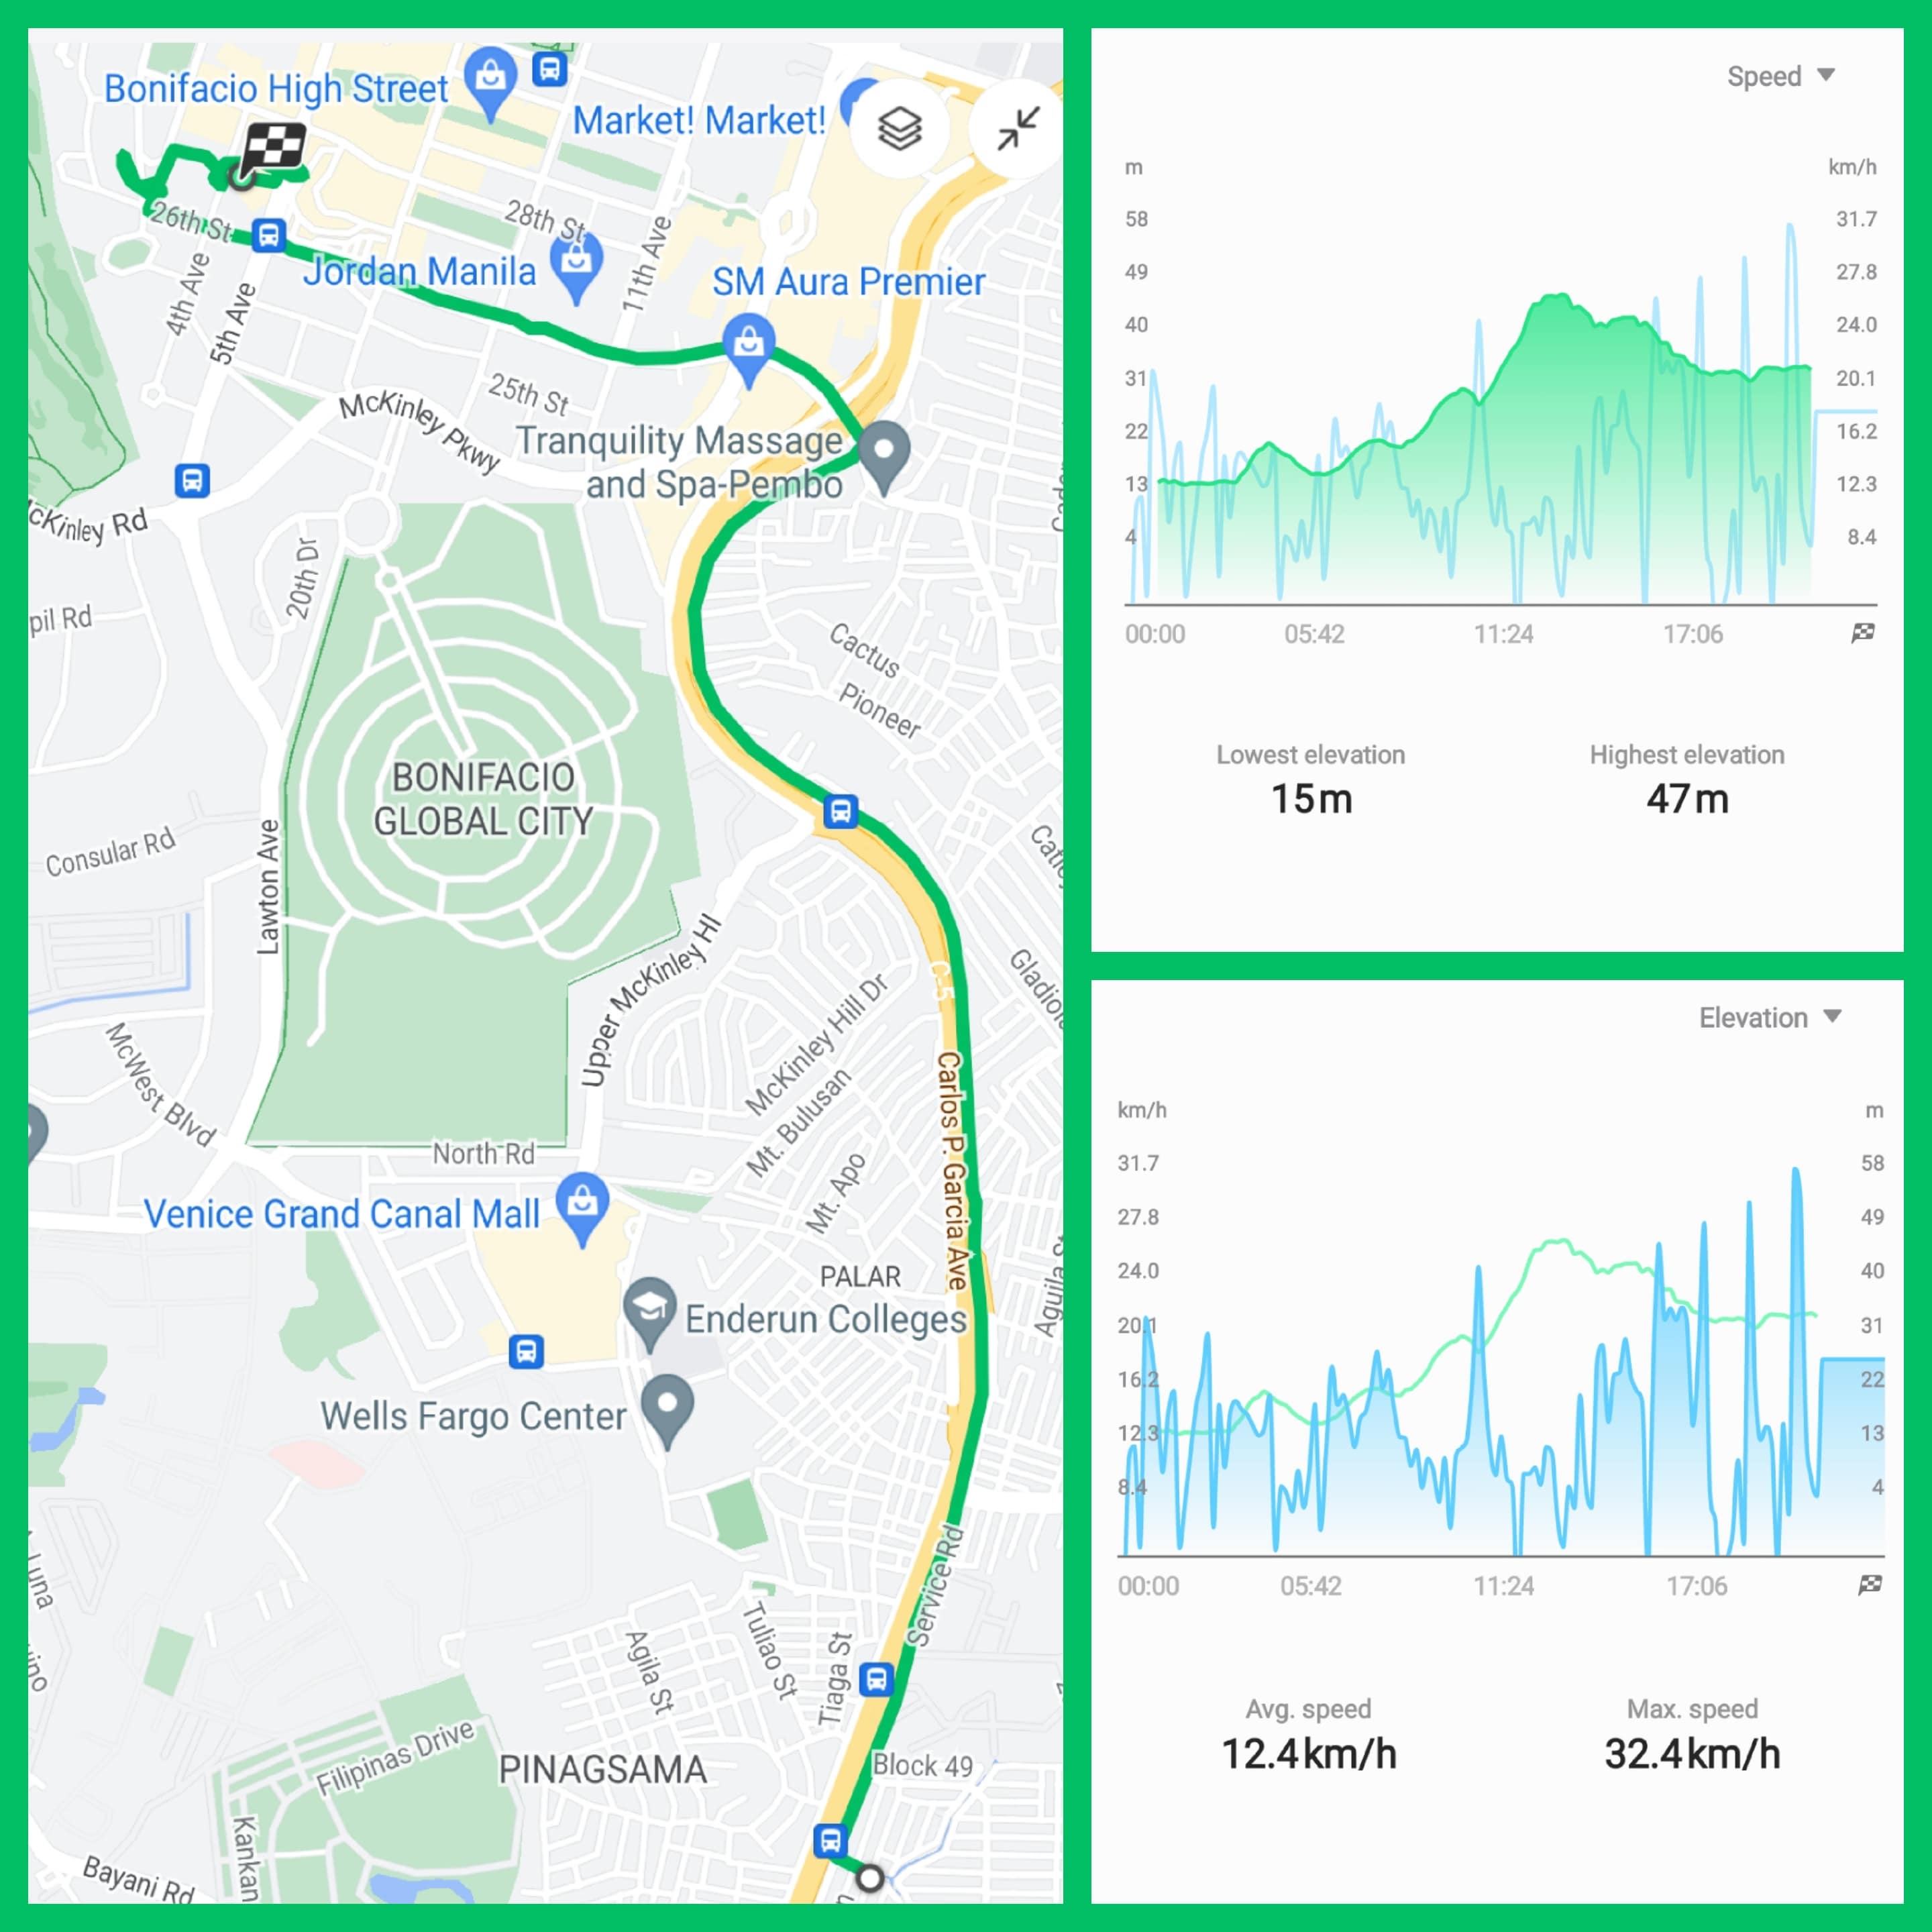 Bonifacio High Street
Market! Market!
26th St
28th St
Jordan Manila
11th Ave
SM Aura Premier
4th Ave
5th Ave
25th St
McKinley Pkwy
Tranquility Massage
and Spa-Pembo
cKinley Rd
20th Dr
pil Rd
Cactus
Pioneer
BONIFACIO
GLOBAL CITY
Consular Rd
Lawton Ave
Upper McKinley Hl
C-5
McKinley Hill Dr
Mt. Bulusan
Mt. Apo
Carlos P. Garcia Ave
McWest Blvd
North Rd
Venice Grand Canal Mall
PALAR
Aguila St
Enderun Colleges
Wells Fargo Center
Service Rd
Luna
Agila St
Tuliao St
Tiaga St
Filipinas Drive
PINAGSAMA
Block 49
Kankan
Bayani Rd
Speed
m km/h
58 31.7
49 27.8
40 24.0
31 20.1
22 16.2
13 12.3
4 8.4
00:00 05:42 11:24 17:06
Lowest elevation Highest elevation
15m 47m
Elevation
km/h m
31.7 58
27.8 49
24.0 40
20.1 31
16.2 22
12.3 13
8.4 4
00:00 05:42 11:24 17:06
Avg. speed Max. speed
12.4km/h 32.4km/h